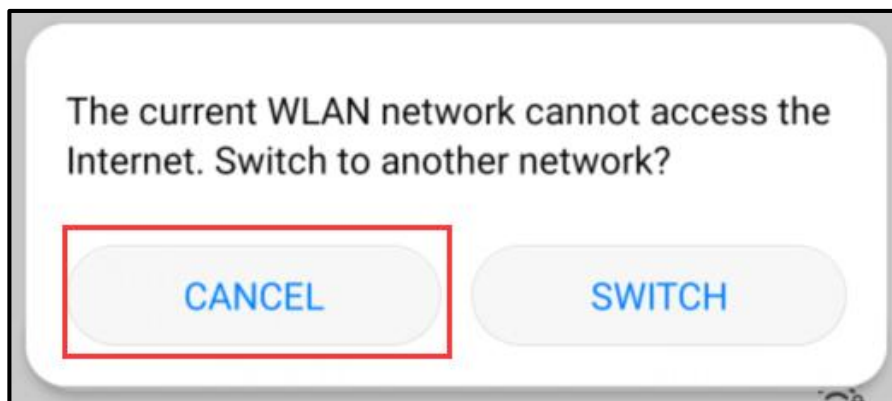 The current WLAN network cannot access the
Internet. Switch to another network?
CANCEL
SWITCH